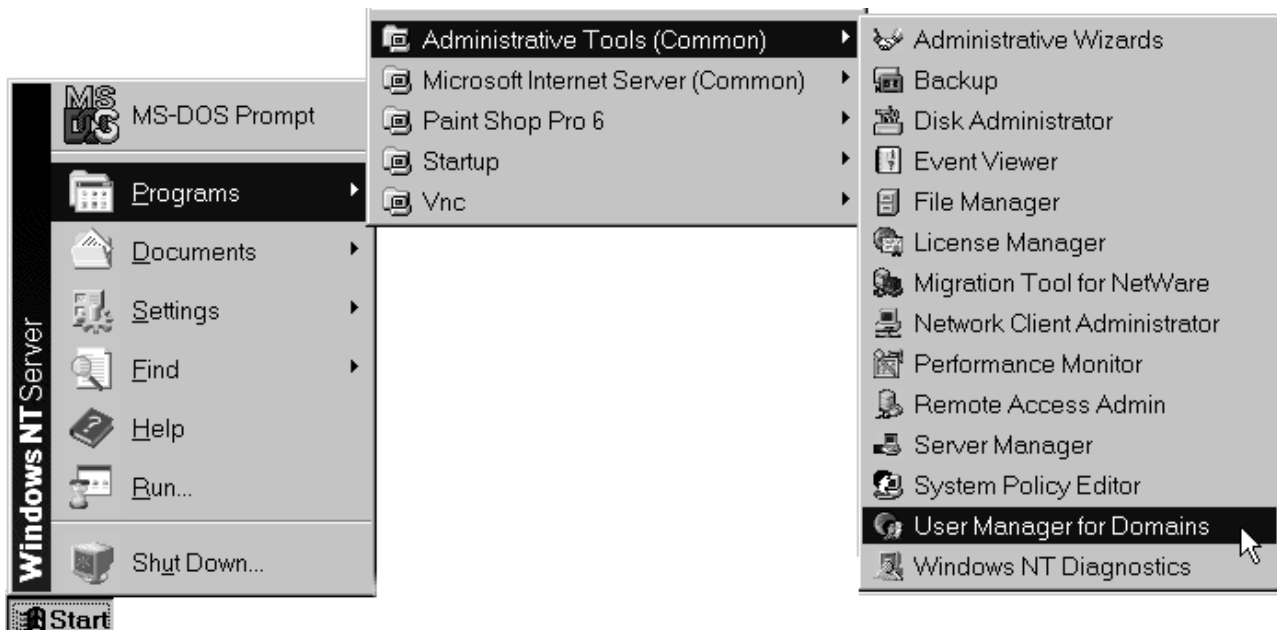 MS-DOS Prompt
Programs
Documents
Settings
Find
Help
Run...
Shut Down...
Windows NT Server
Start
Administrative Tools (Common)
Microsoft Internet Server (Common)
Paint Shop Pro 6
Startup
Vnc
Administrative Wizards
Backup
Disk Administrator
Event Viewer
File Manager
License Manager
Migration Tool for NetWare
Network Client Administrator
Performance Monitor
Remote Access Admin
Server Manager
System Policy Editor
User Manager for Domains
Windows NT Diagnostics